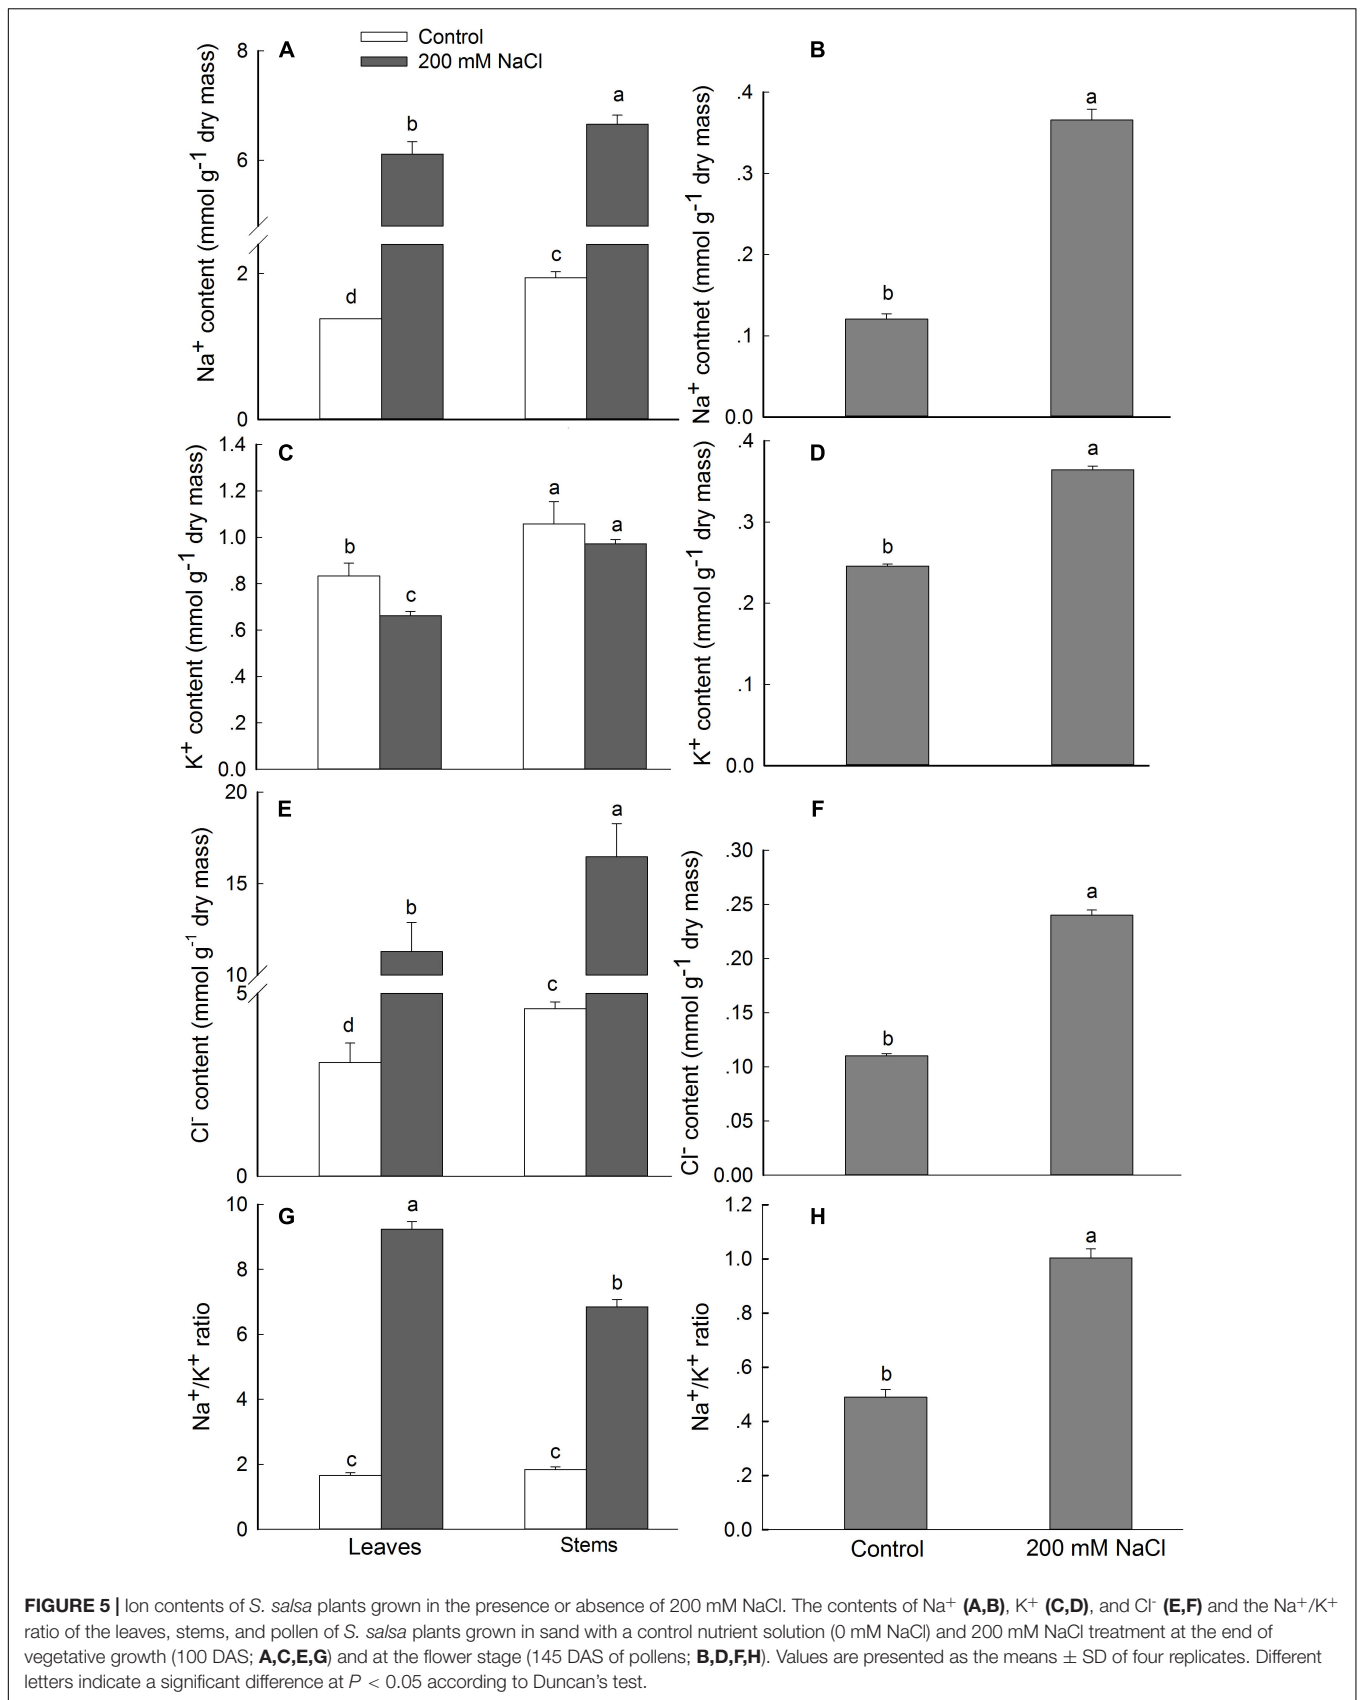 A
Control
200 mM NaCl
Na+ content (mmol g-1 dry mass)
8
6
2
0
b
a
d
c
B
Na+ contnet (mmol g-1 dry mass)
.4
.3
.2
.1
0.0
b
a
C
K+ content (mmol g-1 dry mass)
1.4
1.2
1.0
.8
.6
.4
.2
0.0
b
c
a
a
D
K+ content (mmol g-1 dry mass)
.4
.3
.2
.1
0.0
b
a
E
Cl- content (mmol g-1 dry mass)
20
15
10
5
0
d
b
c
a
F
Cl- content (mmol g-1 dry mass)
.30
.25
.20
.15
.10
.05
0.00
b
a
G
Na+/K+ ratio
10
8
6
4
2
0
c
a
c
b
Leaves
Stems
H
Na+/K+ ratio
1.2
1.0
.8
.6
.4
.2
0.0
b
a
Control
200 mM NaCl
FIGURE 5 | Ion contents of S. salsa plants grown in the presence or absence of 200 mM NaCl. The contents of Na+ (A,B), K+ (C,D), and Cl- (E,F) and the Na+/K+
ratio of the leaves, stems, and pollen of S. salsa plants grown in sand with a control nutrient solution (0 mM NaCl) and 200 mM NaCl treatment at the end of
vegetative growth (100 DAS; A,C,E,G) and at the flower stage (145 DAS of pollens; B,D,F,H). Values are presented as the means ± SD of four replicates. Different
letters indicate a significant difference at P < 0.05 according to Duncan's test.